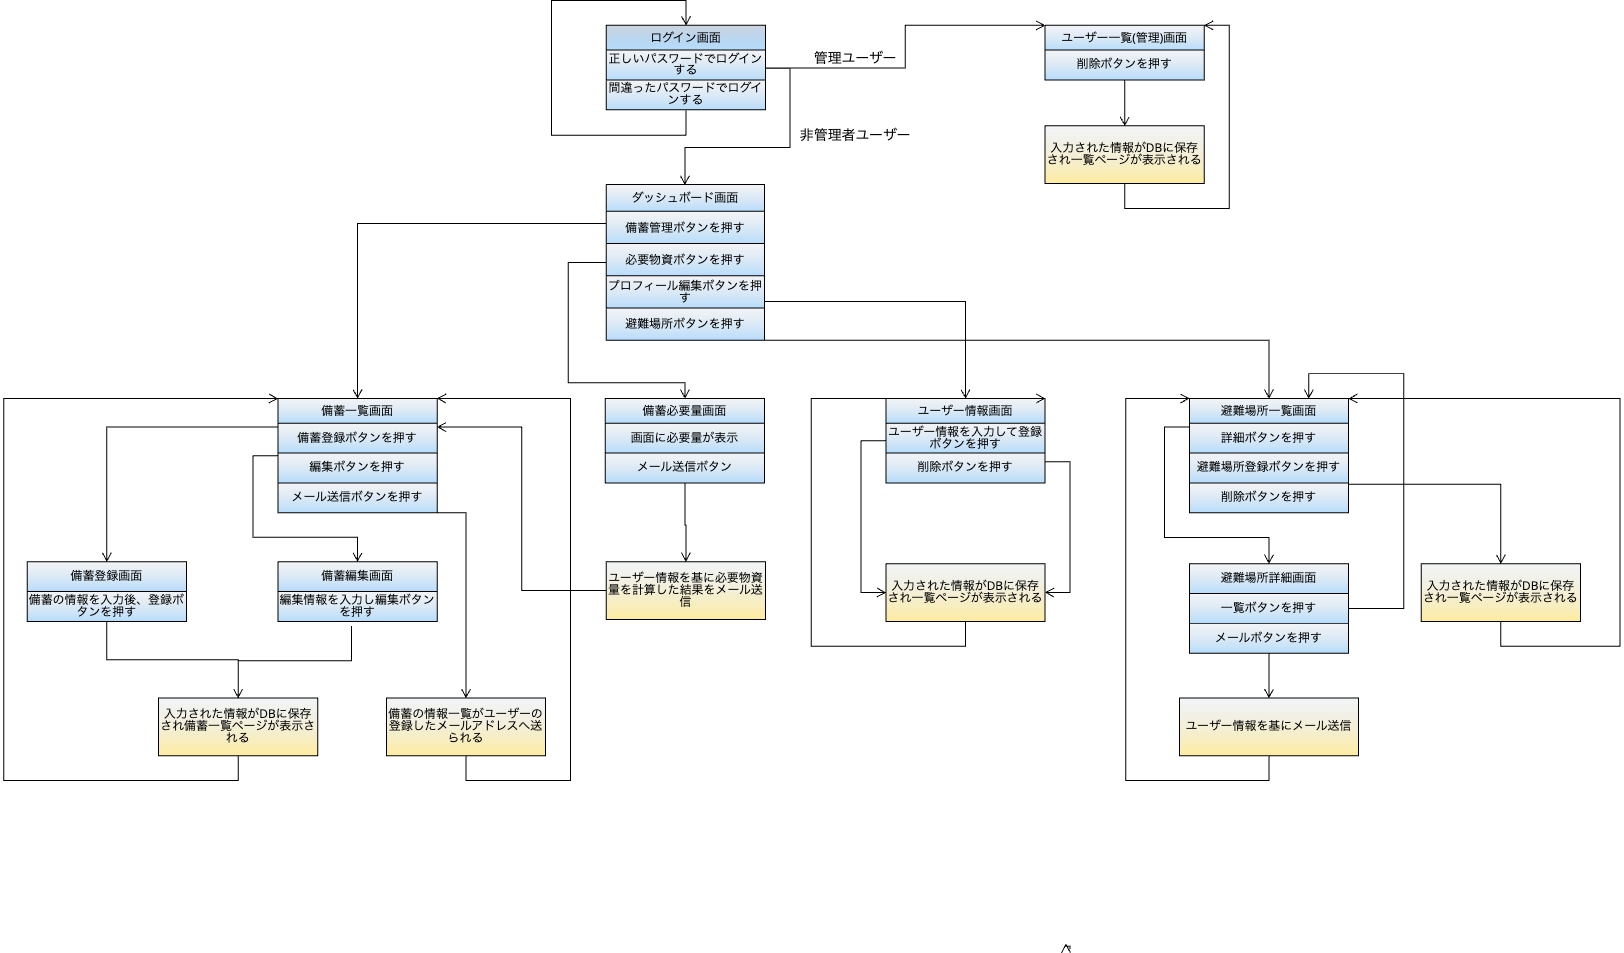 ログイン画面
正しいパスワードでログイン
する
間違ったパスワードでログイ
ンする
管理ユーザー
非管理者ユーザー
ユーザー一覧(管理)画面
削除ボタンを押す
入力された情報がDBに保存
され一覧ページが表示される
ダッシュボード画面
備蓄管理ボタンを押す
必要物資ボタンを押す
プロフィール編集ボタンを押
す
避難場所ボタンを押す
備蓄一覧画面
備蓄登録ボタンを押す
編集ボタンを押す
メール送信ボタンを押す
備蓄必要量画面
画面に必要量が表示
メール送信ボタン
ユーザー情報画面
ユーザー情報を入力して登録
ボタンを押す
削除ボタンを押す
避難場所一覧画面
詳細ボタンを押す
避難場所登録ボタンを押す
削除ボタンを押す
備蓄登録画面
備蓄の情報を入力後、登録ボ
タンを押す
備蓄編集画面
編集情報を入力し編集ボタン
を押す
ユーザー情報を基に必要物資
量を計算した結果をメール送
信
入力された情報がDBに保存
され一覧ページが表示される
避難場所詳細画面
一覧ボタンを押す
メールボタンを押す
入力された情報がDBに保存
され一覧ページが表示される
入力された情報がDBに保存
され備蓄一覧ページが表示さ
れる
備蓄の情報一覧がユーザーの
登録したメールアドレスへ送
られる
ユーザー情報を基にメール送信